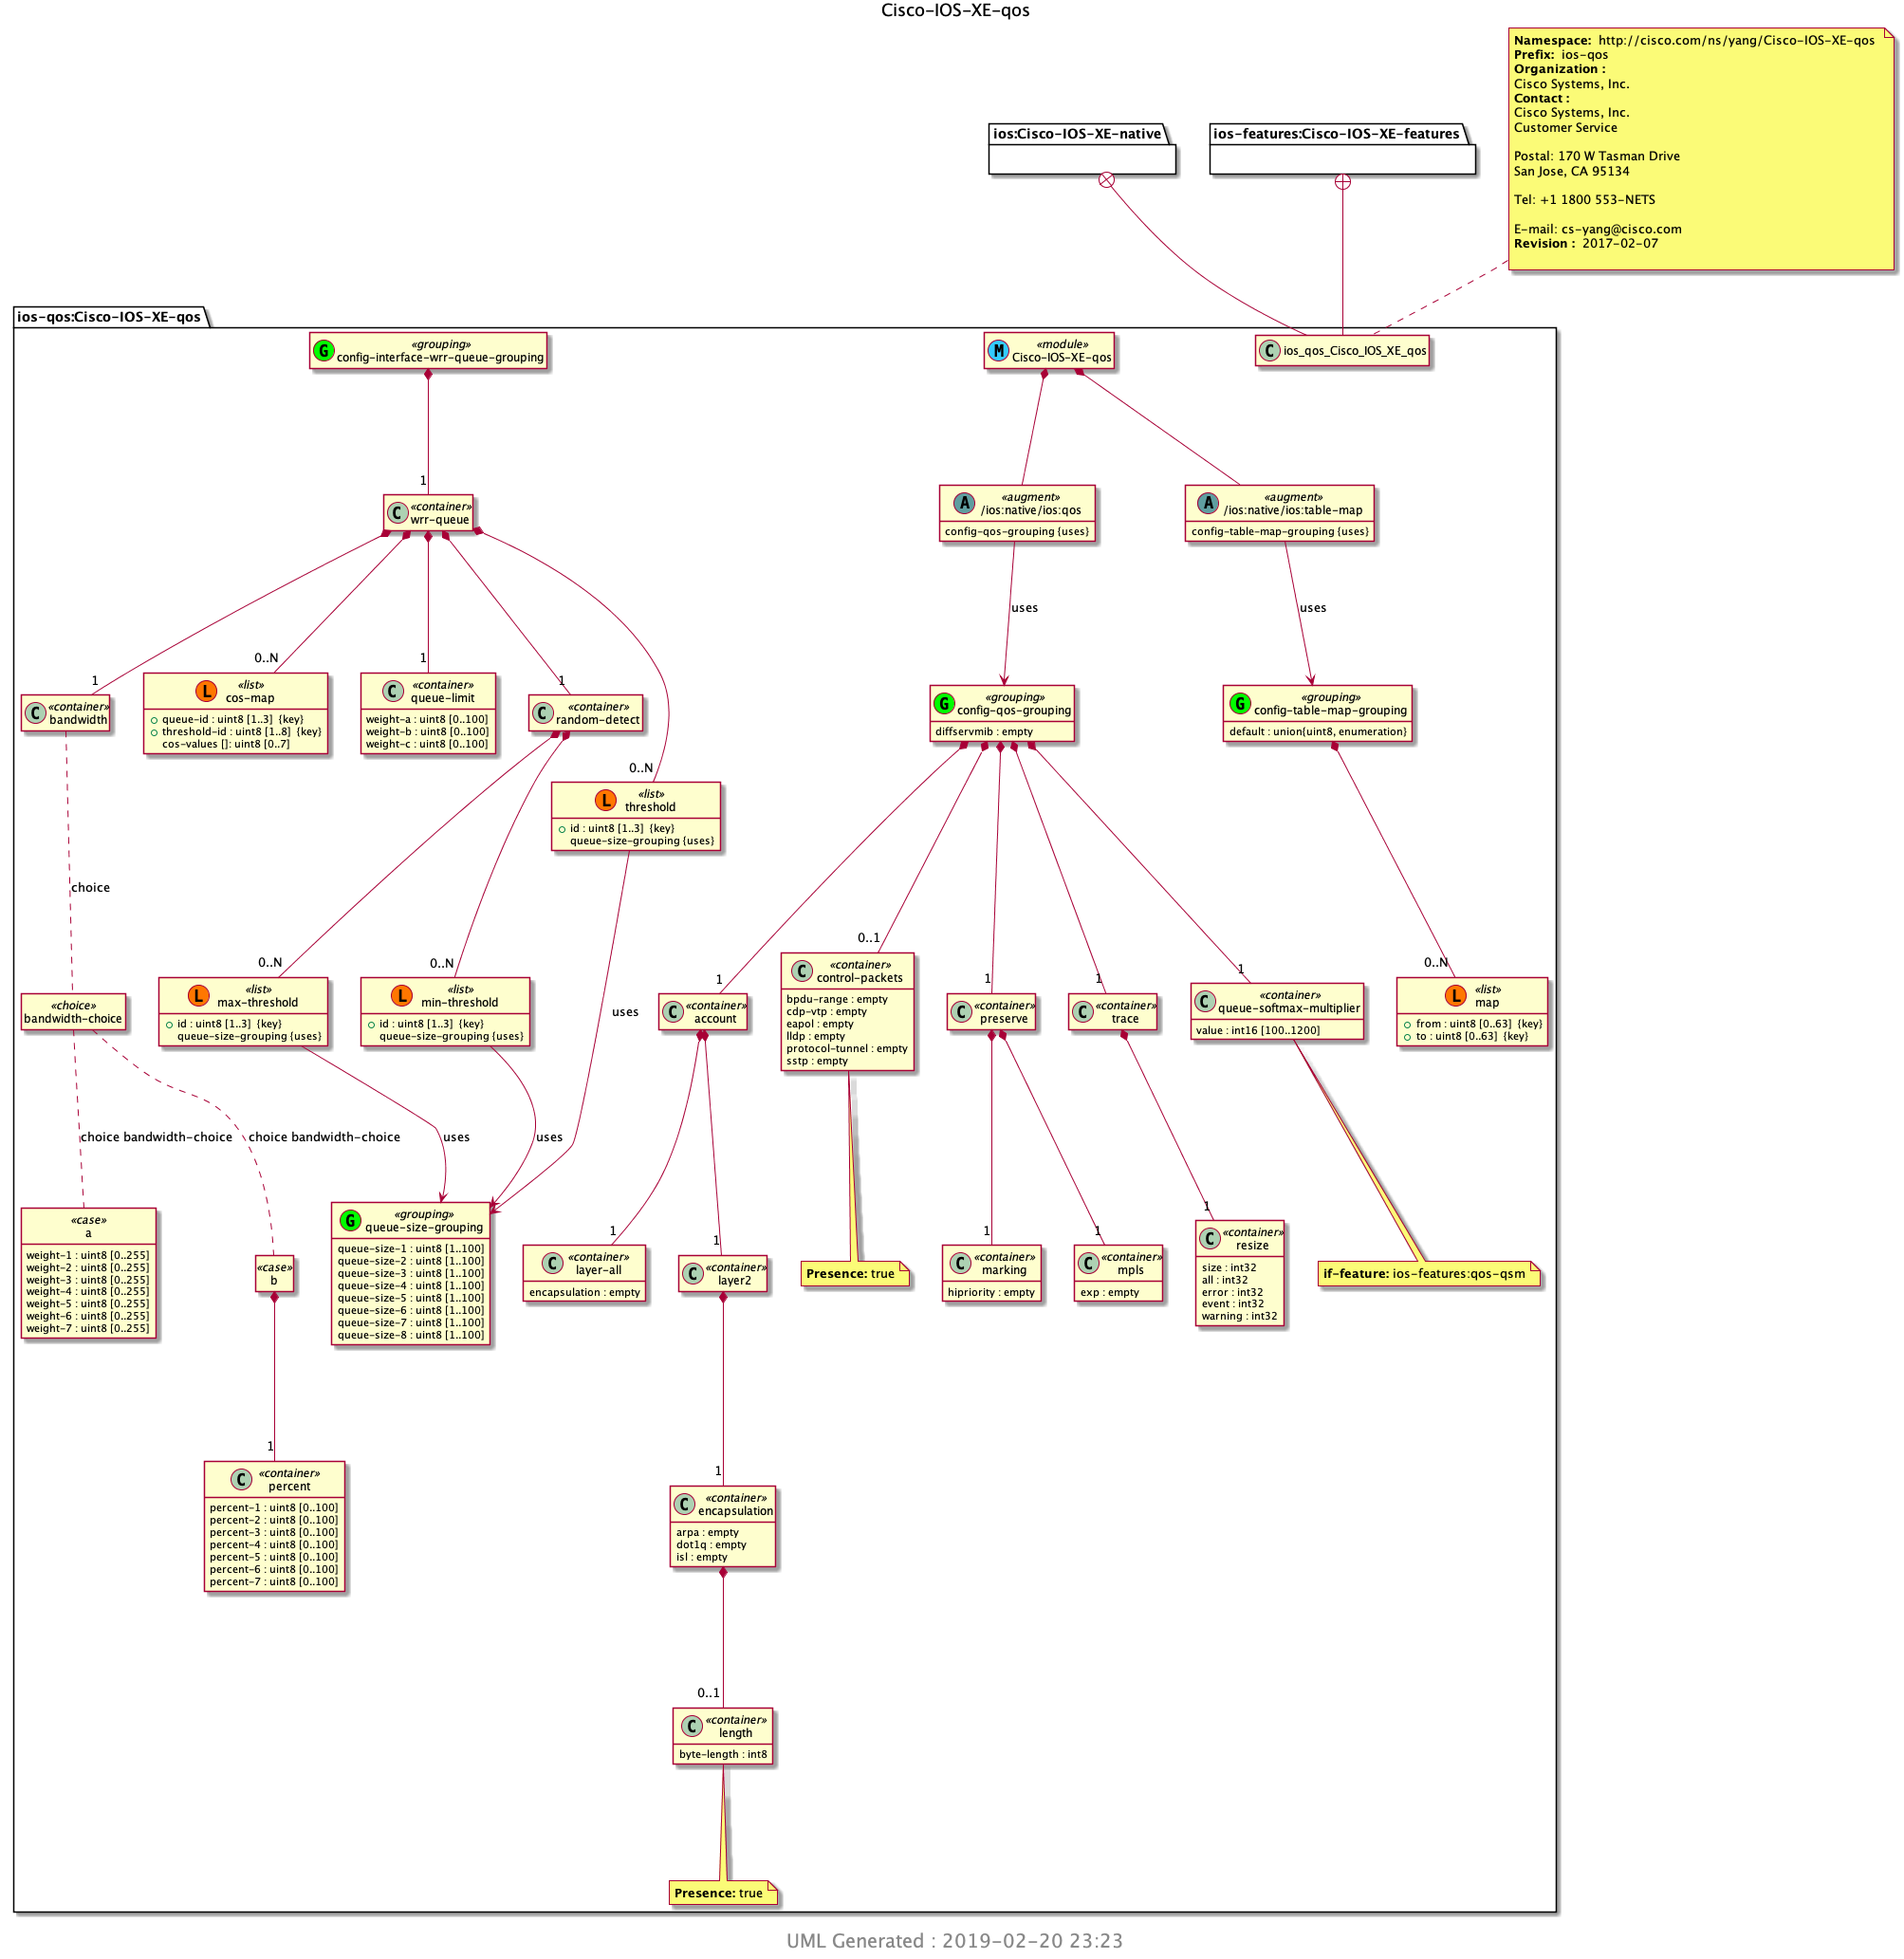 Cisco-IOS-XE-qos
Namespace: http://cisco.com/ns/yang/Cisco-IOS-XE-qos
Prefix: ios-qos
Organization :
Cisco Systems, Inc.
Contact :
Cisco Systems, Inc.
Customer Service
Postal: 170 W Tasman Drive
San Jose, CA 95134
Tel: +1 1800 553-NETS
E-mail: cs-yang@cisco.com
Revision : 2017-02-07
ios:Cisco-IOS-XE-native
ios-features:Cisco-IOS-XE-features
ios-qos:Cisco-IOS-XE-qos
G
«grouping»
config-interface-wrr-queue-grouping
M
«module»
Cisco-IOS-XE-qos
C
ios_qos_Cisco_IOS_XE_qos
1
C
«container»
wrr-queue
A
«augment»
/ios:native/ios:qos
config-qos-grouping {uses}
A
«augment»
/ios:native/ios:table-map
config-table-map-grouping {uses}
uses
uses
1
C
«container»
bandwidth
0..N
L
«list»
cos-map
queue-id : uint8 [1..3] {key}
threshold-id : uint8 [1..8] {key}
cos-values []: uint8 [0..7]
1
C
«container»
queue-limit
weight-a : uint8 [0..100]
weight-b : uint8 [0..100]
weight-c : uint8 [0..100]
1
C
«container»
random-detect
G
«grouping»
config-qos-grouping
diffservmib : empty
G
«grouping»
config-table-map-grouping
default : union{uint8, enumeration}
0..N
L
«list»
threshold
id : uint8 [1..3] {key}
queue-size-grouping {uses}
choice
«choice»
bandwidth-choice
0..N
L
«list»
max-threshold
id : uint8 [1..3] {key}
queue-size-grouping {uses}
0..N
L
«list»
min-threshold
id : uint8 [1..3] {key}
queue-size-grouping {uses}
uses
1
C
«container»
account
0..1
C
«container»
control-packets
bpdu-range : empty
cdp-vtp : empty
eapol : empty
lldp : empty
protocol-tunnel : empty
sstp : empty
1
C
«container»
preserve
1
C
«container»
trace
1
C
«container»
queue-softmax-multiplier
value : int16 [100..1200]
0..N
L
«list»
map
from : uint8 [0..63] {key}
to : uint8 [0..63] {key}
choice bandwidth-choice
choice bandwidth-choice
uses
uses
«case»
a
weight-1 : uint8 [0..255]
weight-2 : uint8 [0..255]
weight-3 : uint8 [0..255]
weight-4 : uint8 [0..255]
weight-5 : uint8 [0..255]
weight-6 : uint8 [0..255]
weight-7 : uint8 [0..255]
«case»
b
G
«grouping»
queue-size-grouping
queue-size-1 : uint8 [1..100]
queue-size-2 : uint8 [1..100]
queue-size-3 : uint8 [1..100]
queue-size-4 : uint8 [1..100]
queue-size-5 : uint8 [1..100]
queue-size-6 : uint8 [1..100]
queue-size-7 : uint8 [1..100]
queue-size-8 : uint8 [1..100]
1
C
«container»
layer-all
encapsulation : empty
1
C
«container»
layer2
Presence: true
1
C
«container»
marking
hipriority : empty
1
C
«container»
mpls
exp : empty
1
C
«container»
resize
size : int32
all : int32
error : int32
event : int32
warning : int32
if-feature: ios-features:qos-qsm
1
C
«container»
percent
percent-1 : uint8 [0..100]
percent-2 : uint8 [0..100]
percent-3 : uint8 [0..100]
percent-4 : uint8 [0..100]
percent-5 : uint8 [0..100]
percent-6 : uint8 [0..100]
percent-7 : uint8 [0..100]
1
C
«container»
encapsulation
arpa : empty
dot1q : empty
isl : empty
0..1
C
«container»
length
byte-length : int8
Presence: true
UML Generated : 2019-02-20 23:23